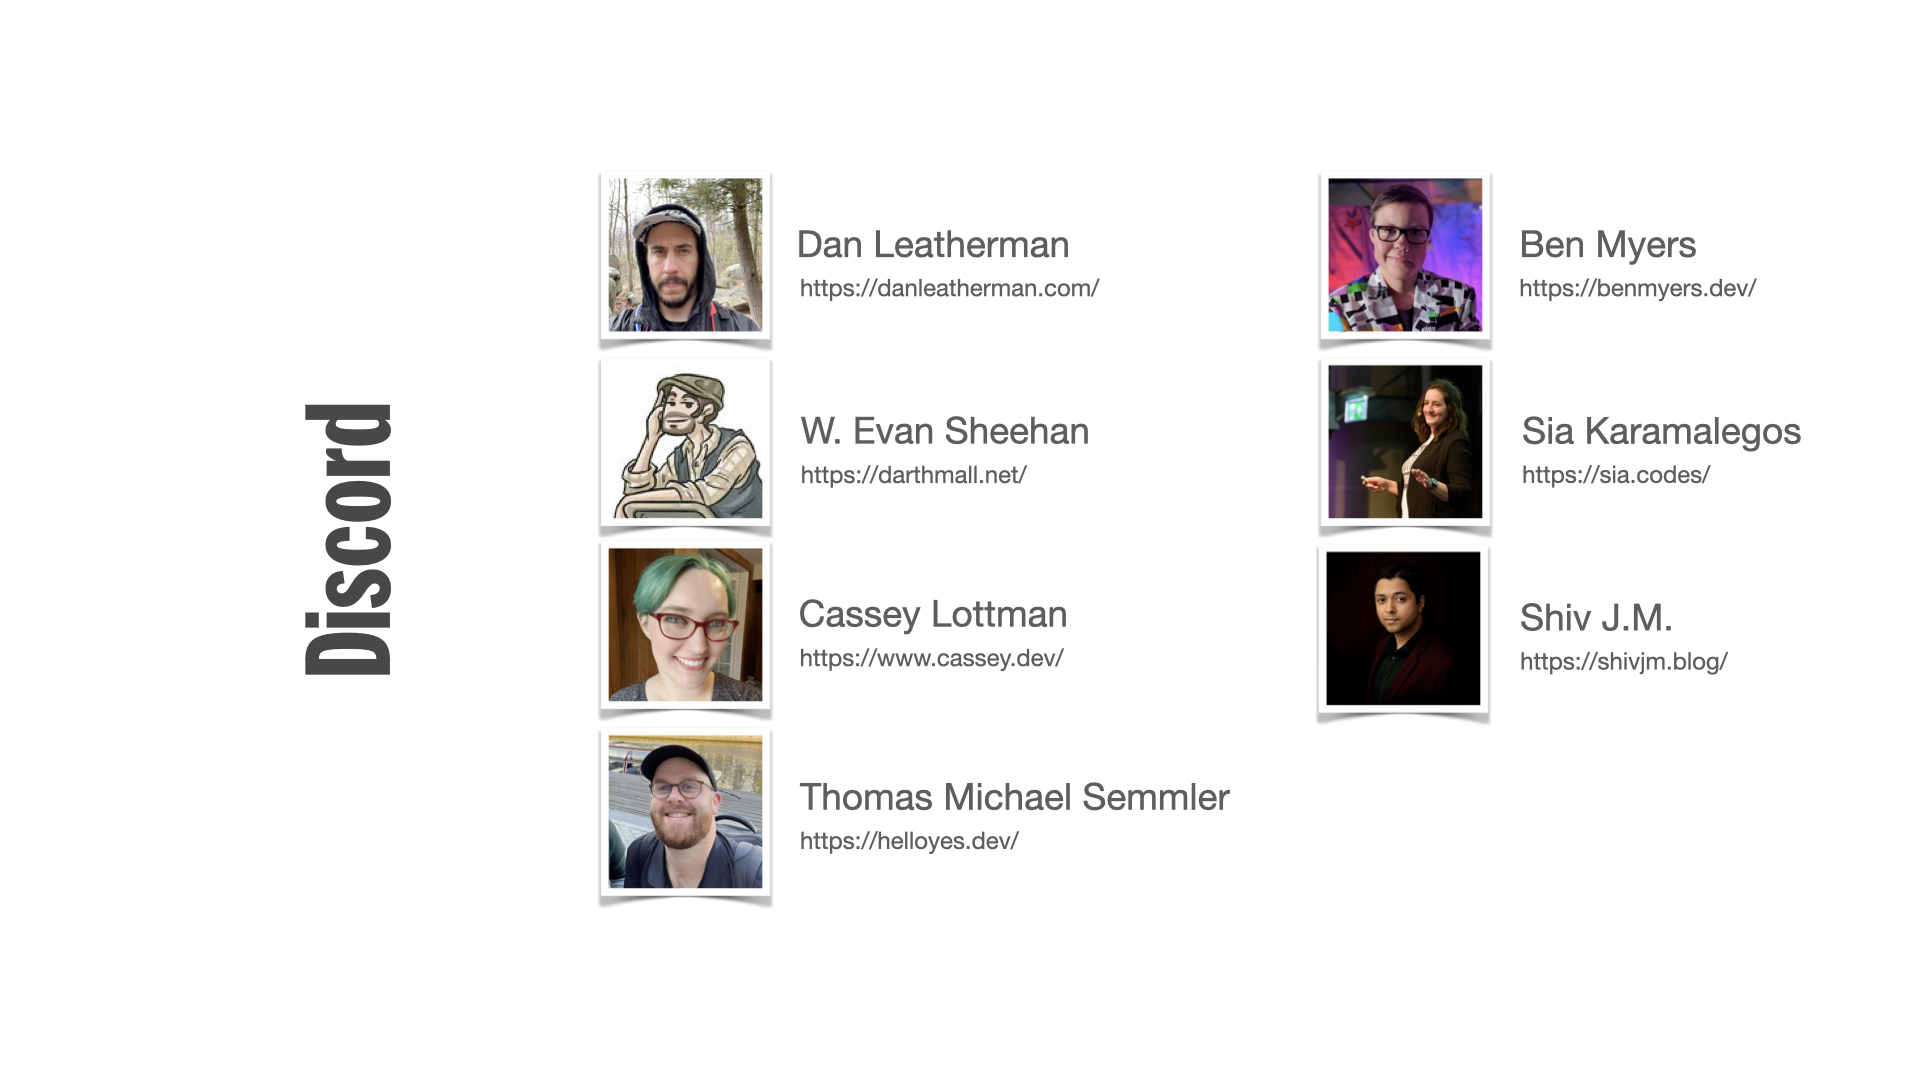 Discord
Dan Leatherman
https://danleatherman.com/
W. Evan Sheehan
https://darthmall.net/
Cassey Lottman
https://www.cassey.dev/
Thomas Michael Semmler
https://helloyes.dev/
Ben Myers
https://benmyers.dev/
Sia Karamalegos
https://sia.codes/
Shiv J.M.
https://shivjm.blog/